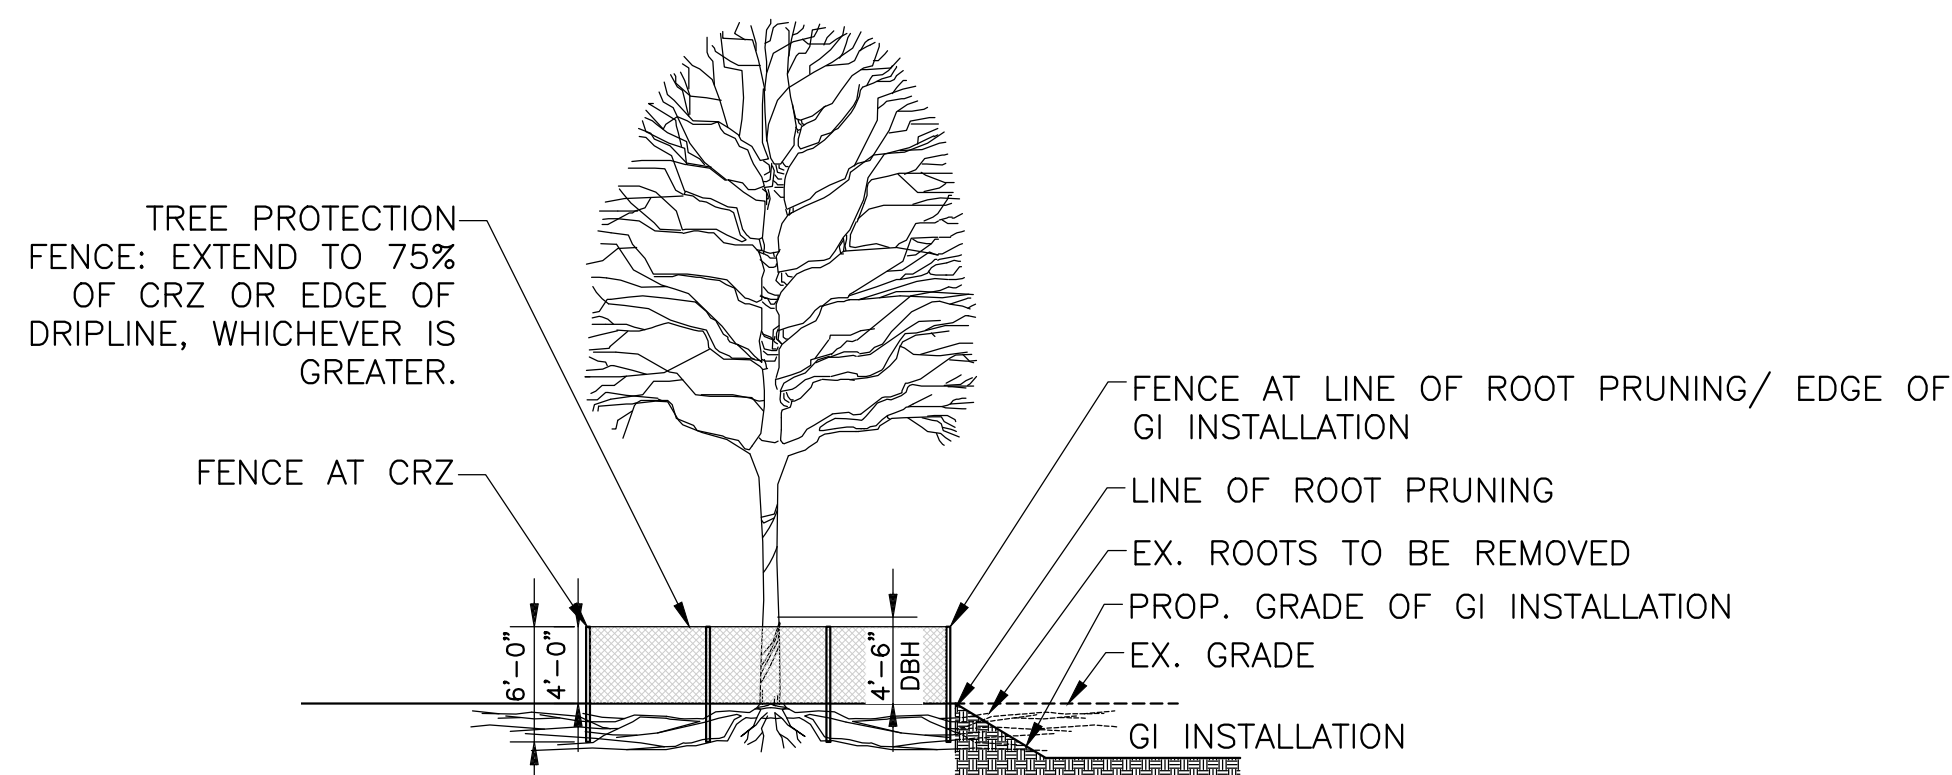 TREE PROTECTION
FENCE: EXTEND TO 75%
OF CRZ OR EDGE OF
DRIPLINE, WHICHEVER IS
GREATER.
FENCE AT CRZ
FENCE AT LINE OF ROOT PRUNING/ EDGE OF
GI INSTALLATION
LINE OF ROOT PRUNING
EX. ROOTS TO BE REMOVED
PROP. GRADE OF GI INSTALLATION
EX. GRADE
GI INSTALLATION
6'-0"
4'-0"
4'-6"
DBH